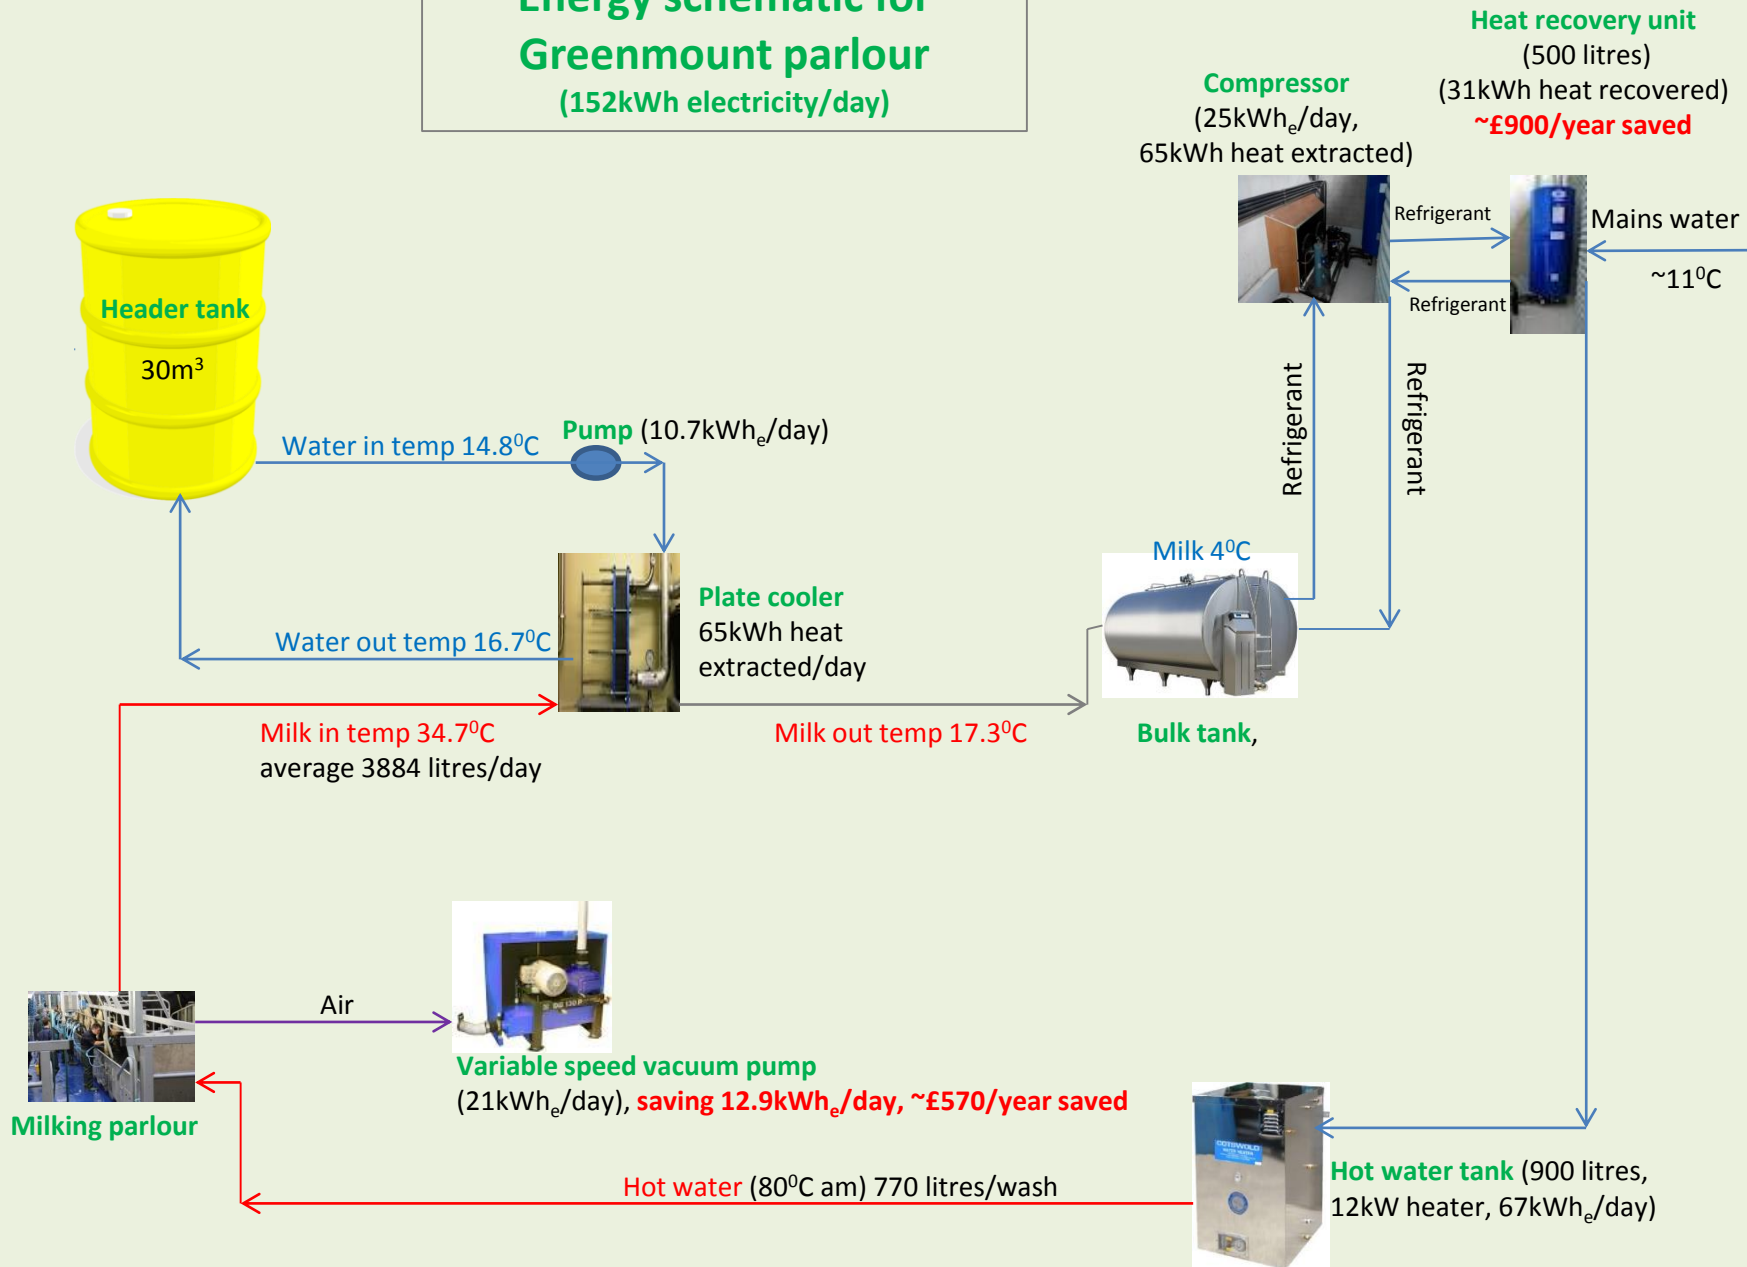 Energy schematic for
Greenmount parlour
(152kWh electricity/day)
Heat recovery unit
(500 litres)
(31kWh heat recovered)
~£900/year saved
Compressor
(25kWhₑ/day,
65kWh heat extracted)
Refrigerant
Refrigerant
Mains water
~11⁰C
Header tank
30m³
Water in temp 14.8⁰C
Pump (10.7kWhₑ/day)
Refrigerant
Refrigerant
Milk 4⁰C
Plate cooler
65kWh heat
extracted/day
Water out temp 16.7⁰C
Milk in temp 34.7⁰C
average 3884 litres/day
Milk out temp 17.3⁰C
Bulk tank,
Air
Variable speed vacuum pump
(21kWhₑ/day), saving 12.9kWhₑ/day, ~£570/year saved
Milking parlour
COTSWOLD
Hot water tank (900 litres,
12kW heater, 67kWhₑ/day)
Hot water (80⁰C am) 770 litres/wash